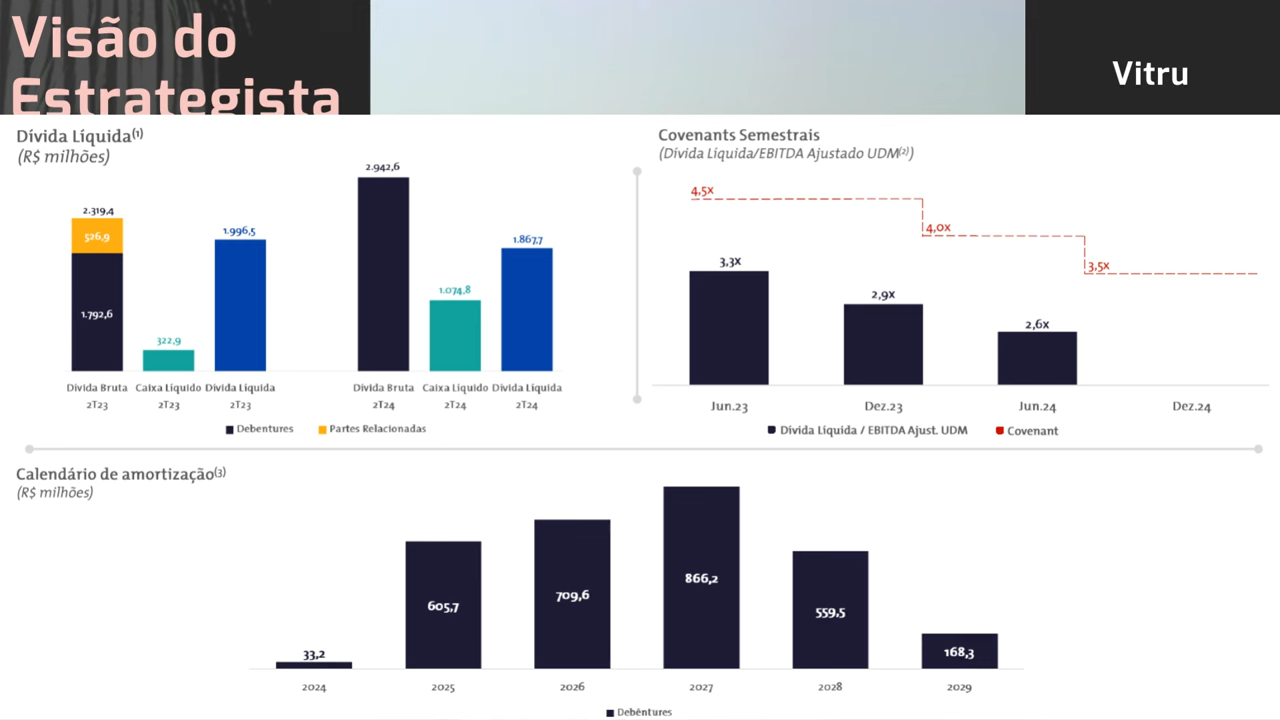 Visão do
Estrategista
Vitru
Dívida Líquida(1)
(R$ milhões)
2.319,4
526,9
1.792,6
322,9
1.996,5
2.942,6
1.074,8
1.867,7
Dívida Bruta Caixa Líquido Dívida Líquida Dívida Bruta Caixa Líquido Dívida Líquida
2T23 2T23 2T23 2T24 2T24 2T24
Debentures Partes Relacionadas
Covenants Semestrais
(Dívida Líquida/EBITDA Ajustado UDM(2))
4,5x
4,0x
3,5x
3,3x
2,9x
2,6x
Jun.23 Dez.23 Jun.24 Dez.24
Dívida Líquida / EBITDA Ajust. UDM Covenant
Calendário de amortização(3)
(R$ milhões)
33,2
605,7
709,6
866,2
559,5
168,3
2024 2025 2026 2027 2028 2029
Debêntures